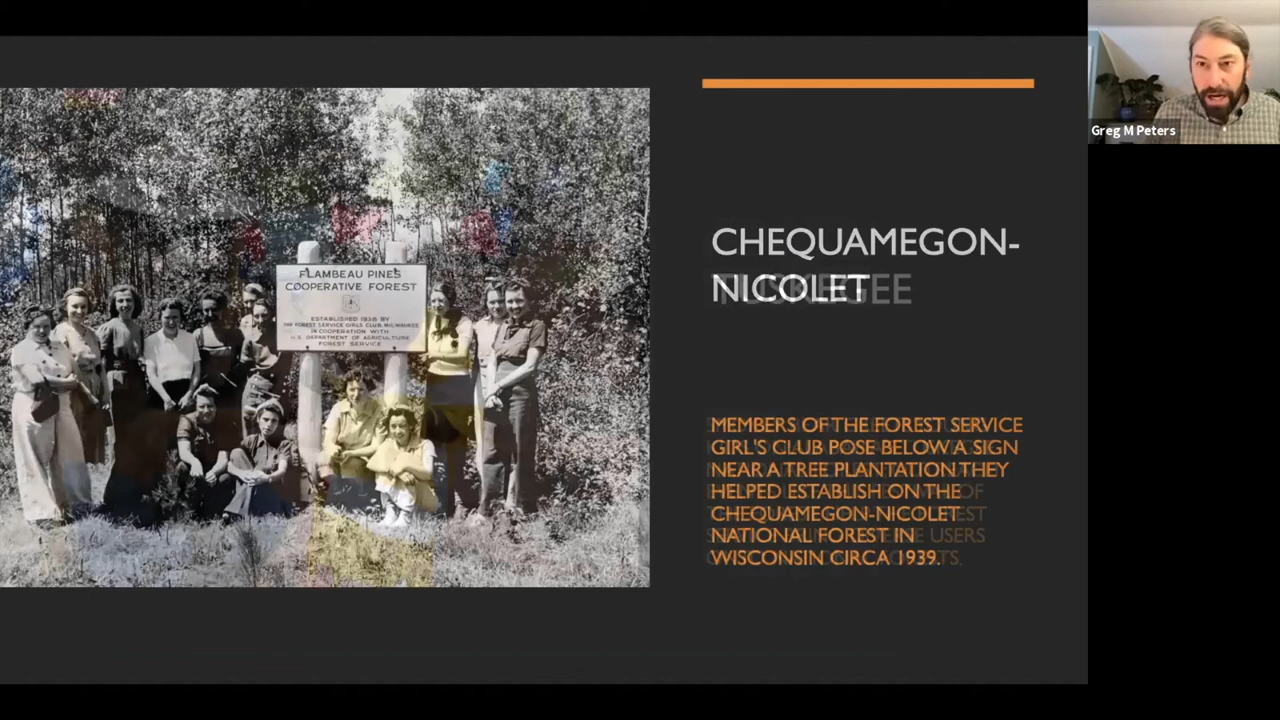 FLAMBEAU PINES
COOPERATIVE FOREST
ESTABLISHED 1938 BY
THE FOREST SERVICE GIRLS CLUB, MILWAUKEE
IN COOPERATION WITH
U.S. DEPARTMENT OF AGRICULTURE
FOREST SERVICE
CHEQUAMEGON-
NICOLET
TUSKEGEE
MEMBERS OF THE FOREST SERVICE
GIRL'S CLUB POSE BELOW A SIGN
NEAR A TREE PLANTATION THEY
HELPED ESTABLISH ON THE
CHEQUAMEGON-NICOLET
NATIONAL FOREST IN
WISCONSIN CIRCA 1939.
Greg M Peters